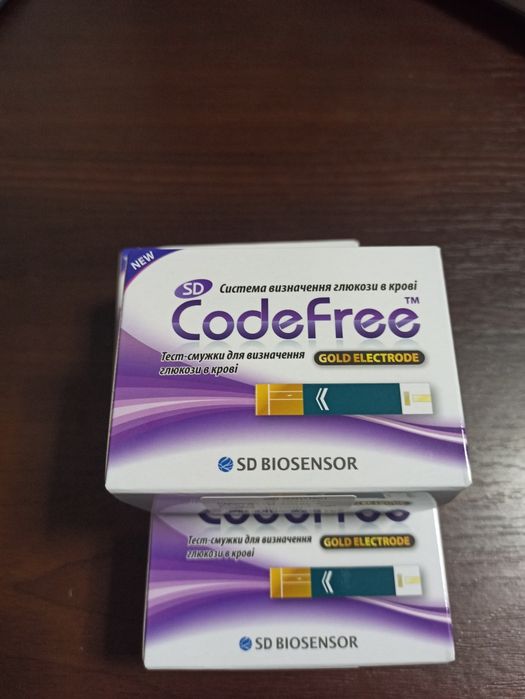 NEW
SD Система визначення глюкози в крові
CodeFree™
Тест-смужки для визначення
глюкози в крові
GOLD ELECTRODE
SD BIOSENSOR
CodeFree
Тест-смужки для визначення
глюкози в крові
GOLD ELECTRODE
SD BIOSENSOR